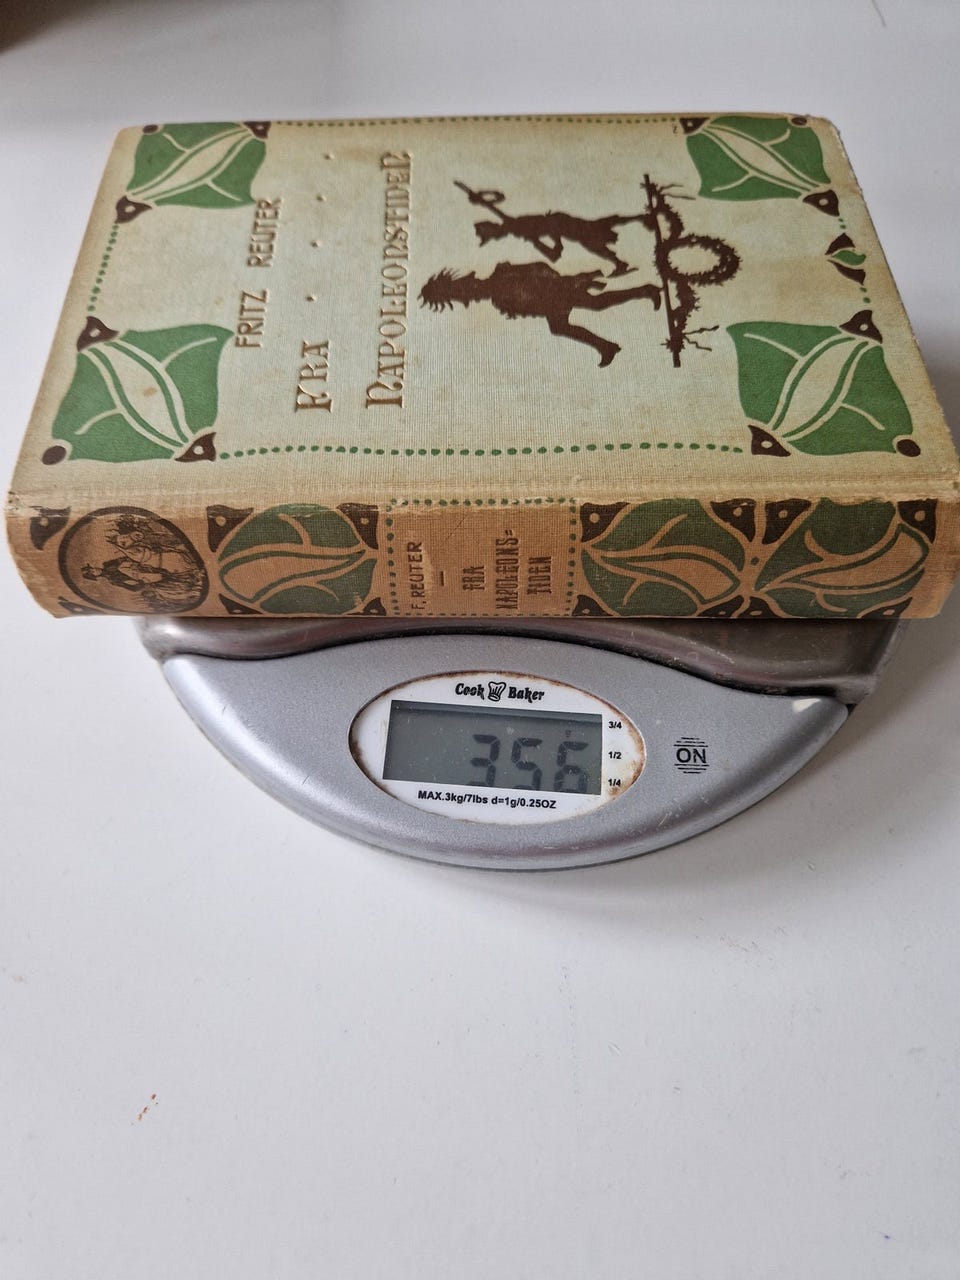 FRITZ REUTER
FRA . . . .
NAPOLEONSTIDEN
F. REUTER
—
FRA
NAPOLEONS=
TIDEN
Cook Baker
g
356
3/4
1/2
1/4
MAX.3kg/7lbs d=1g/0.25OZ
ON